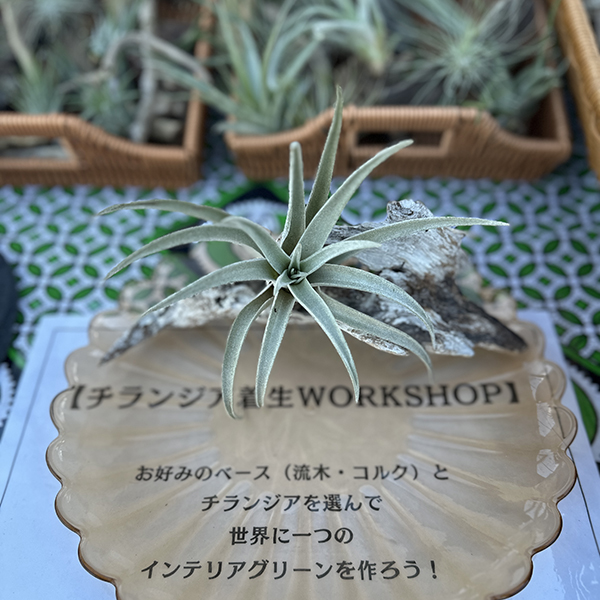 【チランジア着生WORKSHOP】
お好みのベース（流木・コルク）と
チランジアを選んで
世界に一つの
インテリアグリーンを作ろう！